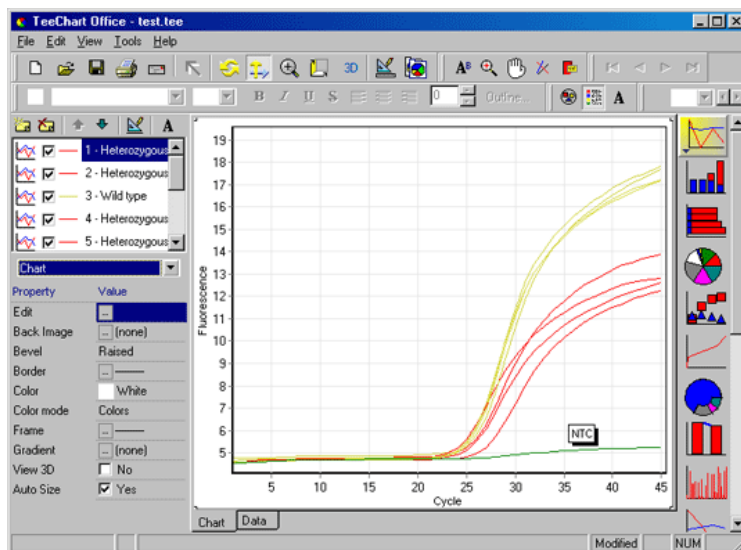 TeeChart Office - test.tee
File Edit View Tools Help
3D
A B
B I U S 0 Outline... A
A
1 - Heterozygous
2 - Heterozygous
3 - Wild type
4 - Heterozygous
5 - Heterozygous
Chart
Property Value
Edit ...
Back Image ... (none)
Bevel Raised
Border ...
Color White
Color mode Colors
Frame ...
Gradient ... (none)
View 3D No
Auto Size Yes
19
18
17
16
15
14
13
12
11
10
9
8
7
6
5
Fluorescence
NTC
5 10 15 20 25 30 35 40 45
Cycle
Chart Data
Modified NUM